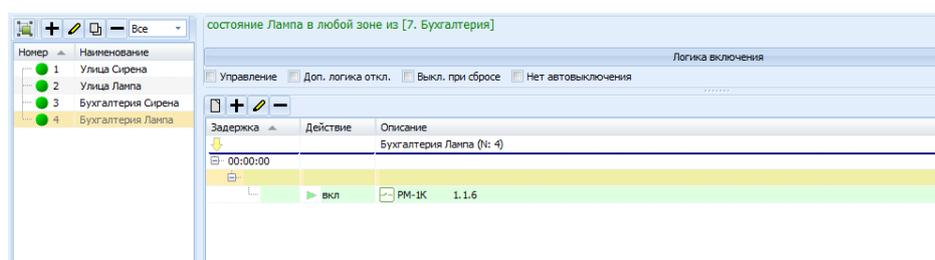 Все
Номер Наименование
1 Улица Сирена
2 Улица Лампа
3 Бухгалтерия Сирена
4 Бухгалтерия Лампа
состояние Лампа в любой зоне из [7. Бухгалтерия]
Логика включения
Управление Доп. логика откл. Выкл. при сбросе Нет автовыключения
Задержка Действие Описание
Бухгалтерия Лампа (N: 4)
00:00:00
вкл РМ-1К 1.1.6